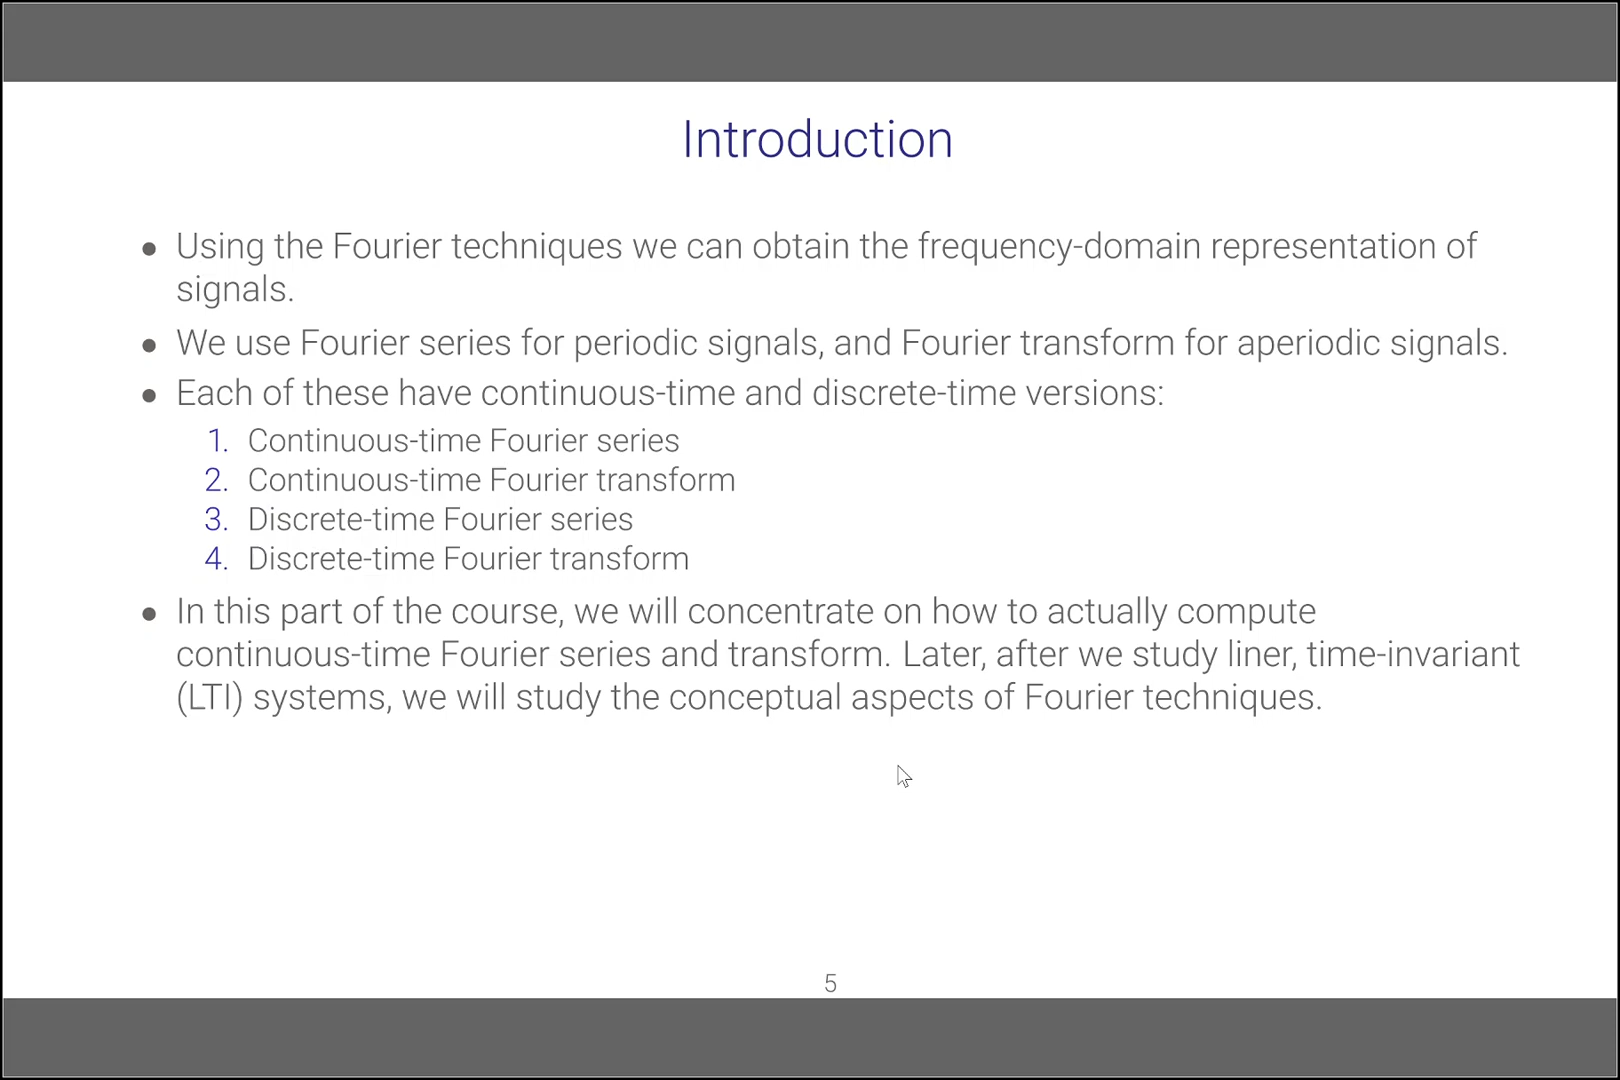 Introduction
● Using the Fourier techniques we can obtain the frequency-domain representation of
signals.
● We use Fourier series for periodic signals, and Fourier transform for aperiodic signals.
● Each of these have continuous-time and discrete-time versions:
1. Continuous-time Fourier series
2. Continuous-time Fourier transform
3. Discrete-time Fourier series
4. Discrete-time Fourier transform
● In this part of the course, we will concentrate on how to actually compute
continuous-time Fourier series and transform. Later, after we study liner, time-invariant
(LTI) systems, we will study the conceptual aspects of Fourier techniques.
5